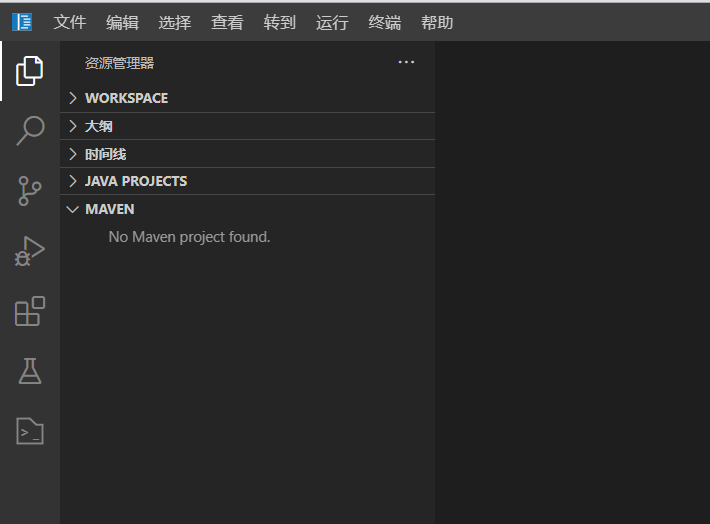 文件 编辑 选择 查看 转到 运行 终端 帮助
资源管理器 ···
WORKSPACE
大纲
时间线
JAVA PROJECTS
MAVEN
No Maven project found.